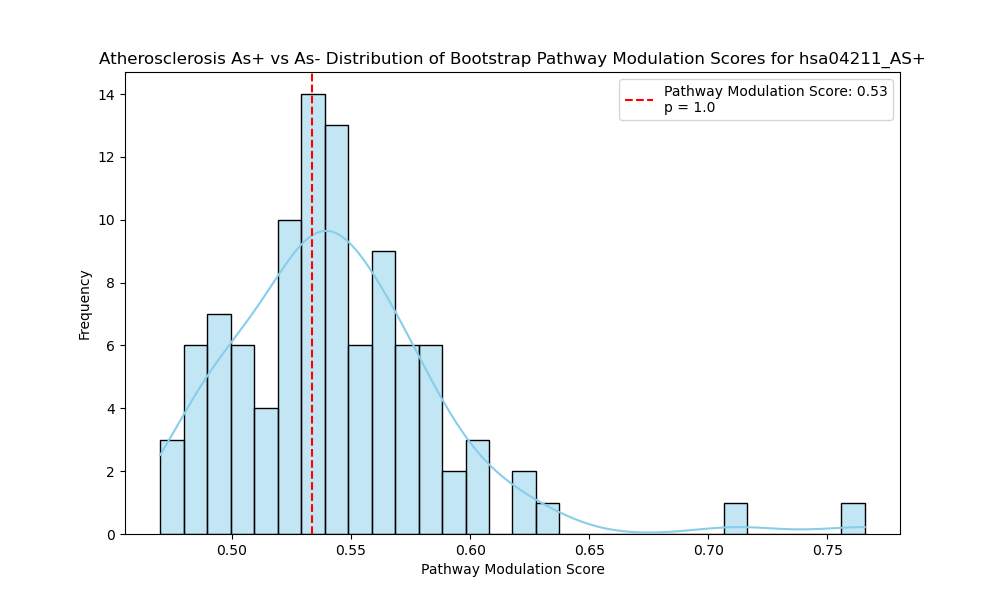 Atherosclerosis As+ vs As- Distribution of Bootstrap Pathway Modulation Scores for hsa04211_AS+
Pathway Modulation Score: 0.53
p = 1.0
14
12
10
8
6
4
2
0
Frequency
0.50 0.55 0.60 0.65 0.70 0.75
Pathway Modulation Score